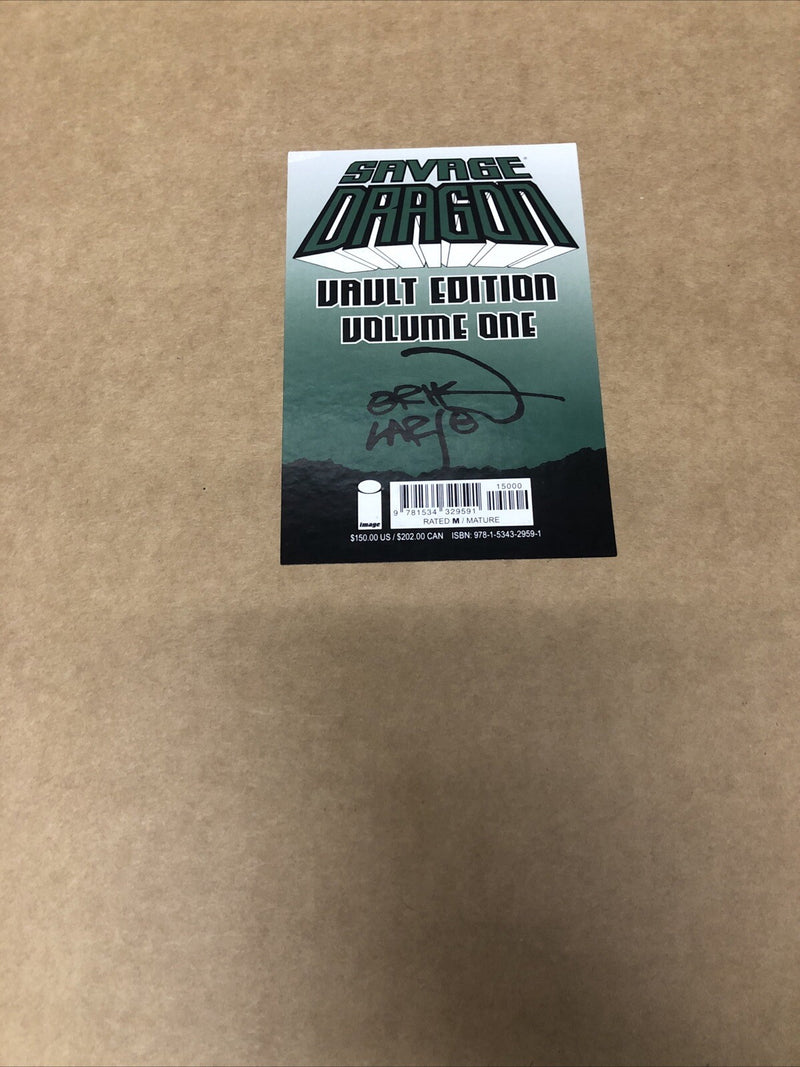 SAVAGE
DRAGON
VAULT EDITION
VOLUME ONE
ERIK
LARSEN
image
15000
9 781534 329591
RATED M / MATURE
$150.00 US / $202.00 CAN ISBN: 978-1-5343-2959-1